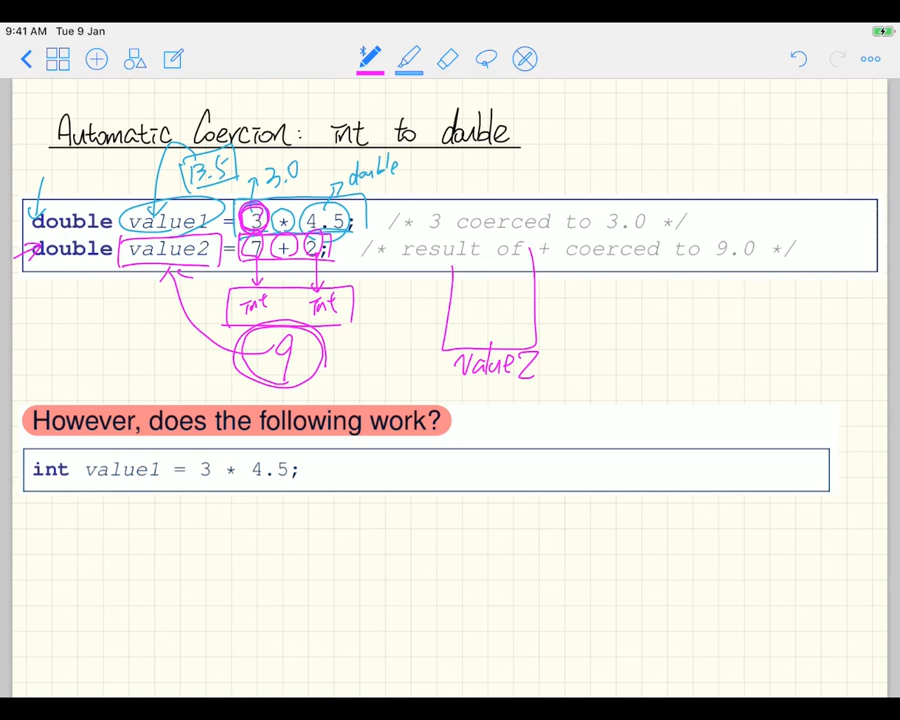 9:41 AM Tue 9 Jan
Automatic Coercion: int to double
13.5 3.0 double
double value1 = 3 * 4.5; /* 3 coerced to 3.0 */
double value2 = 7 + 2; /* result of + coerced to 9.0 */
int int
9
value2
However, does the following work?
int value1 = 3 * 4.5;